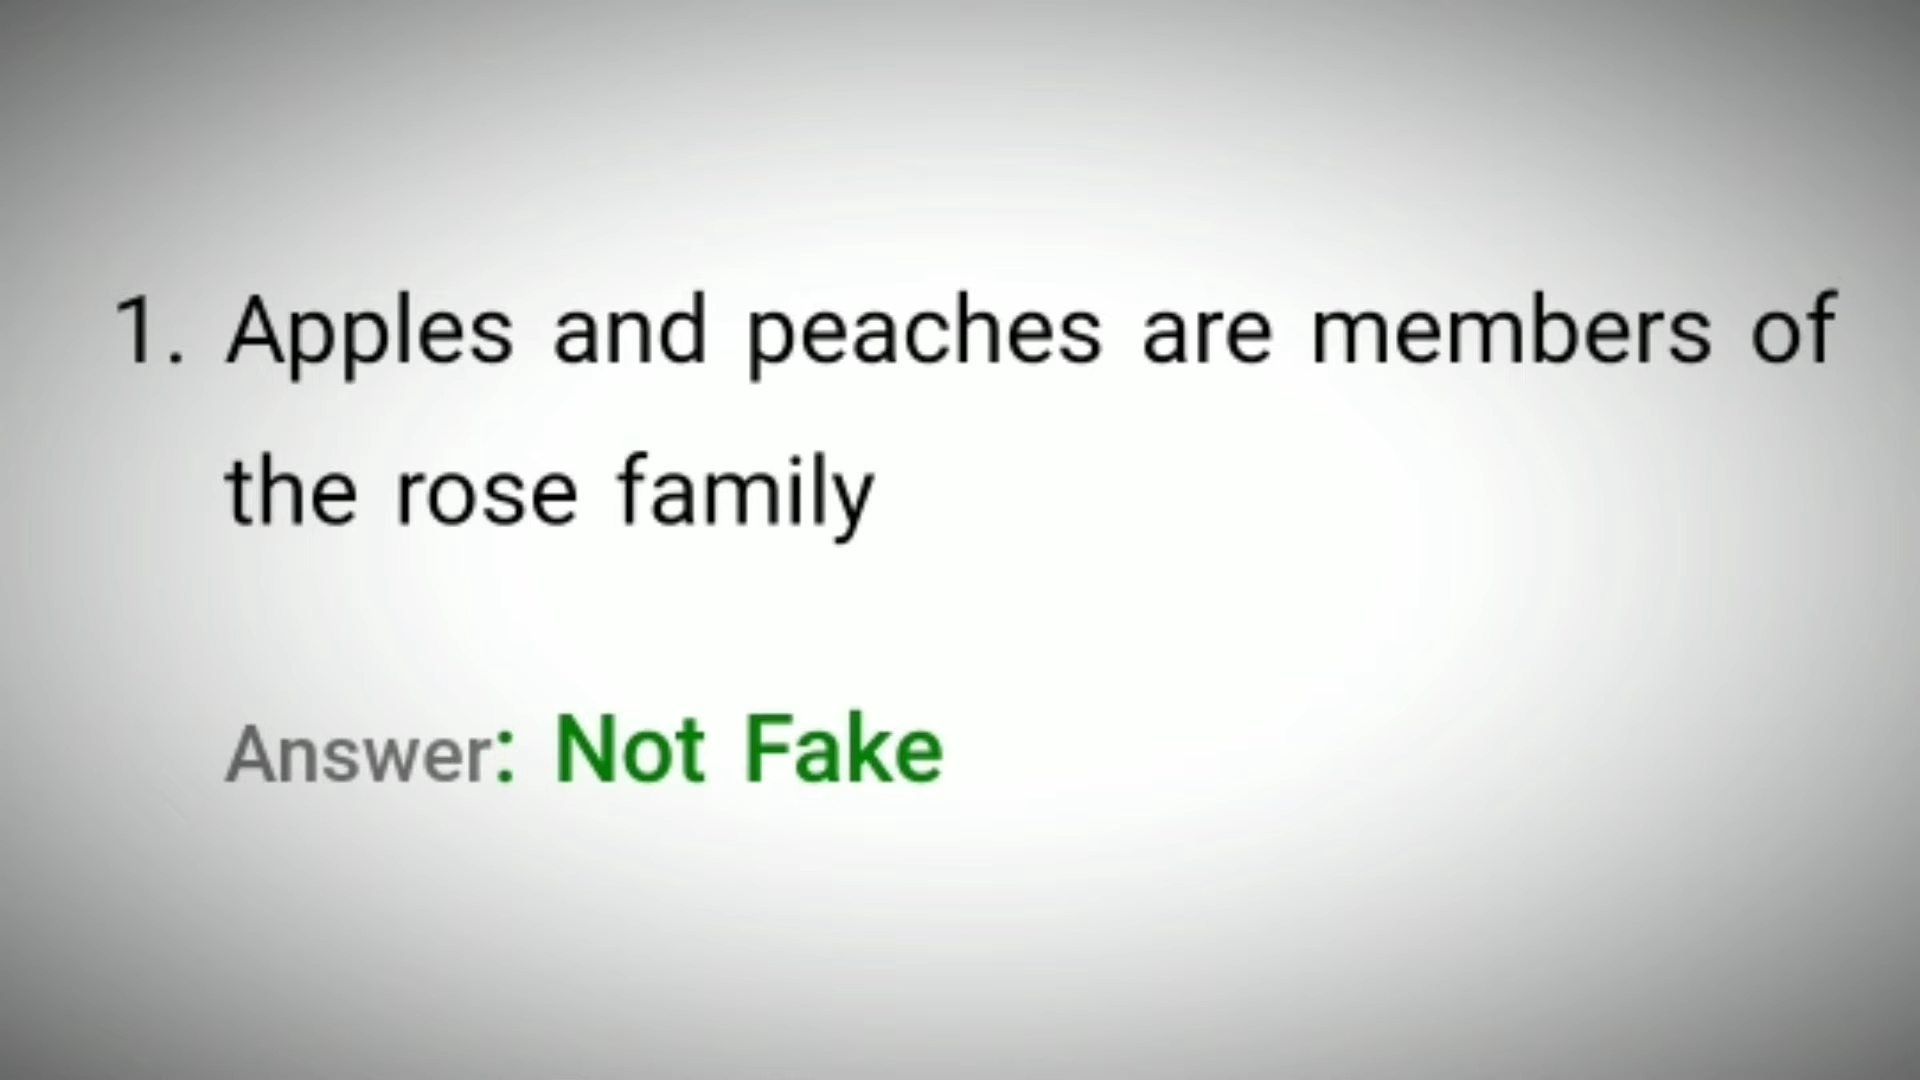 1. Apples and peaches are members of
the rose family
Answer: Not Fake